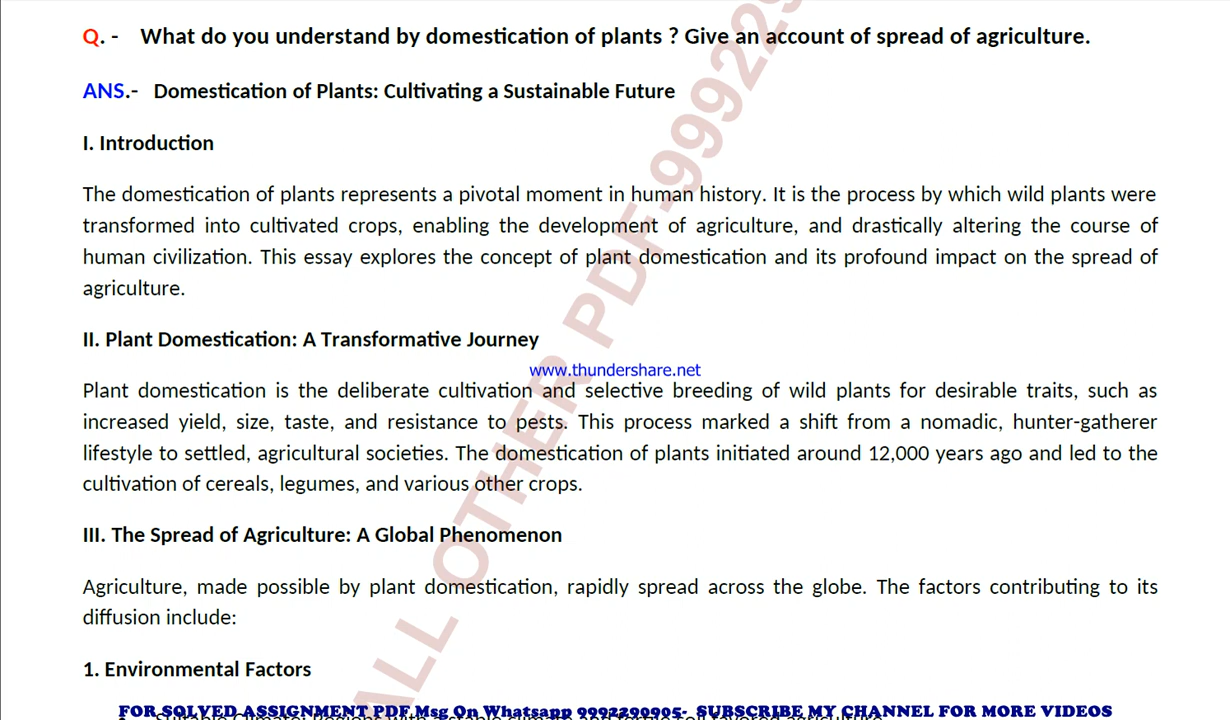 Q. - What do you understand by domestication of plants ? Give an account of spread of agriculture.
ANS.- Domestication of Plants: Cultivating a Sustainable Future
I. Introduction
The domestication of plants represents a pivotal moment in human history. It is the process by which wild plants were
transformed into cultivated crops, enabling the development of agriculture, and drastically altering the course of
human civilization. This essay explores the concept of plant domestication and its profound impact on the spread of
agriculture.
II. Plant Domestication: A Transformative Journey
www.thundershare.net
Plant domestication is the deliberate cultivation and selective breeding of wild plants for desirable traits, such as
increased yield, size, taste, and resistance to pests. This process marked a shift from a nomadic, hunter-gatherer
lifestyle to settled, agricultural societies. The domestication of plants initiated around 12,000 years ago and led to the
cultivation of cereals, legumes, and various other crops.
III. The Spread of Agriculture: A Global Phenomenon
Agriculture, made possible by plant domestication, rapidly spread across the globe. The factors contributing to its
diffusion include:
1. Environmental Factors
FOR SOLVED ASSIGNMENT PDF Msg On Whatsapp 9992290905- SUBSCRIBE MY CHANNEL FOR MORE VIDEOS
ALL OTHER PDF-99922